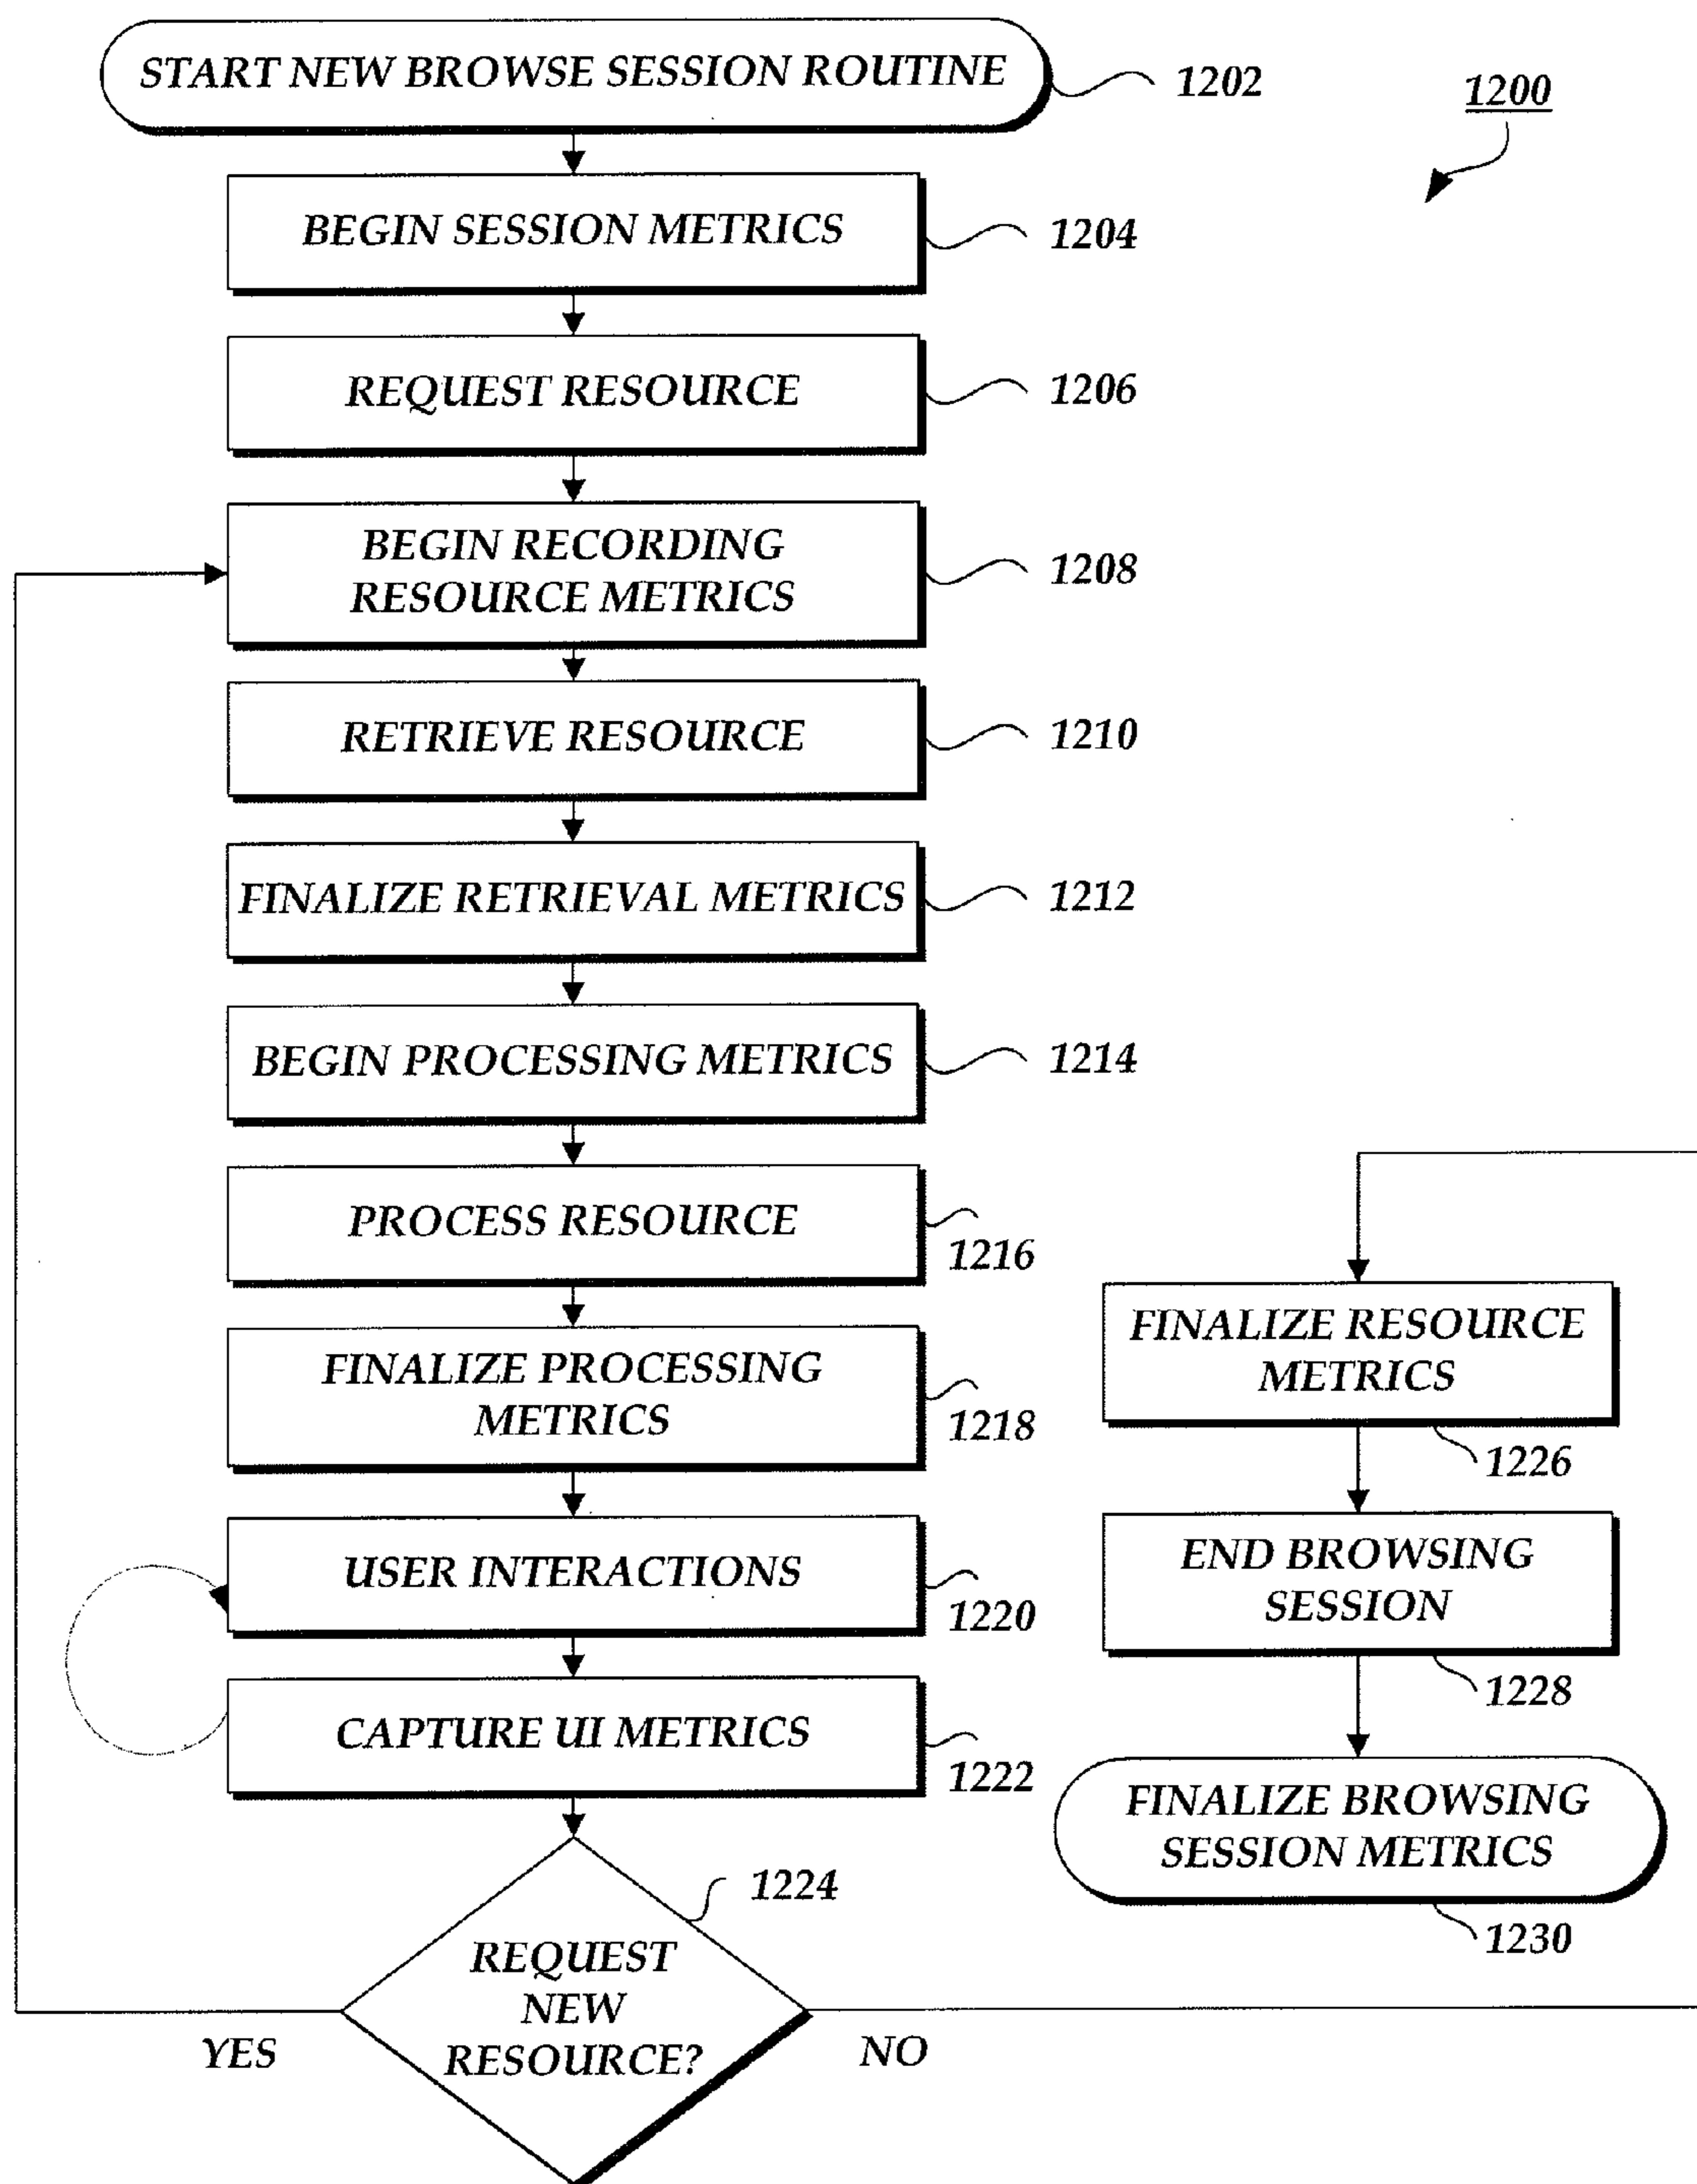 START NEW BROWSE SESSION ROUTINE
1202
1200
BEGIN SESSION METRICS
1204
REQUEST RESOURCE
1206
BEGIN RECORDING
RESOURCE METRICS
1208
RETRIEVE RESOURCE
1210
FINALIZE RETRIEVAL METRICS
1212
BEGIN PROCESSING METRICS
1214
PROCESS RESOURCE
1216
FINALIZE PROCESSING
METRICS
1218
USER INTERACTIONS
1220
CAPTURE UI METRICS
1222
REQUEST
NEW
RESOURCE?
1224
YES
NO
FINALIZE RESOURCE
METRICS
1226
END BROWSING
SESSION
1228
FINALIZE BROWSING
SESSION METRICS
1230